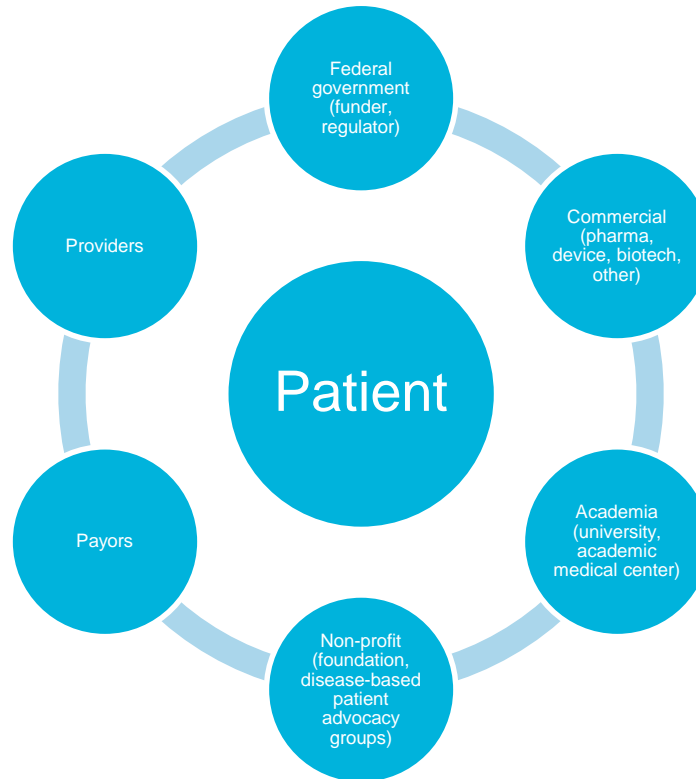 Federal
government
(funder,
regulator)
Commercial
(pharma,
device, biotech,
other)
Academia
(university,
academic
medical center)
Non-profit
(foundation,
disease-based
patient
advocacy
groups)
Payors
Providers
Patient